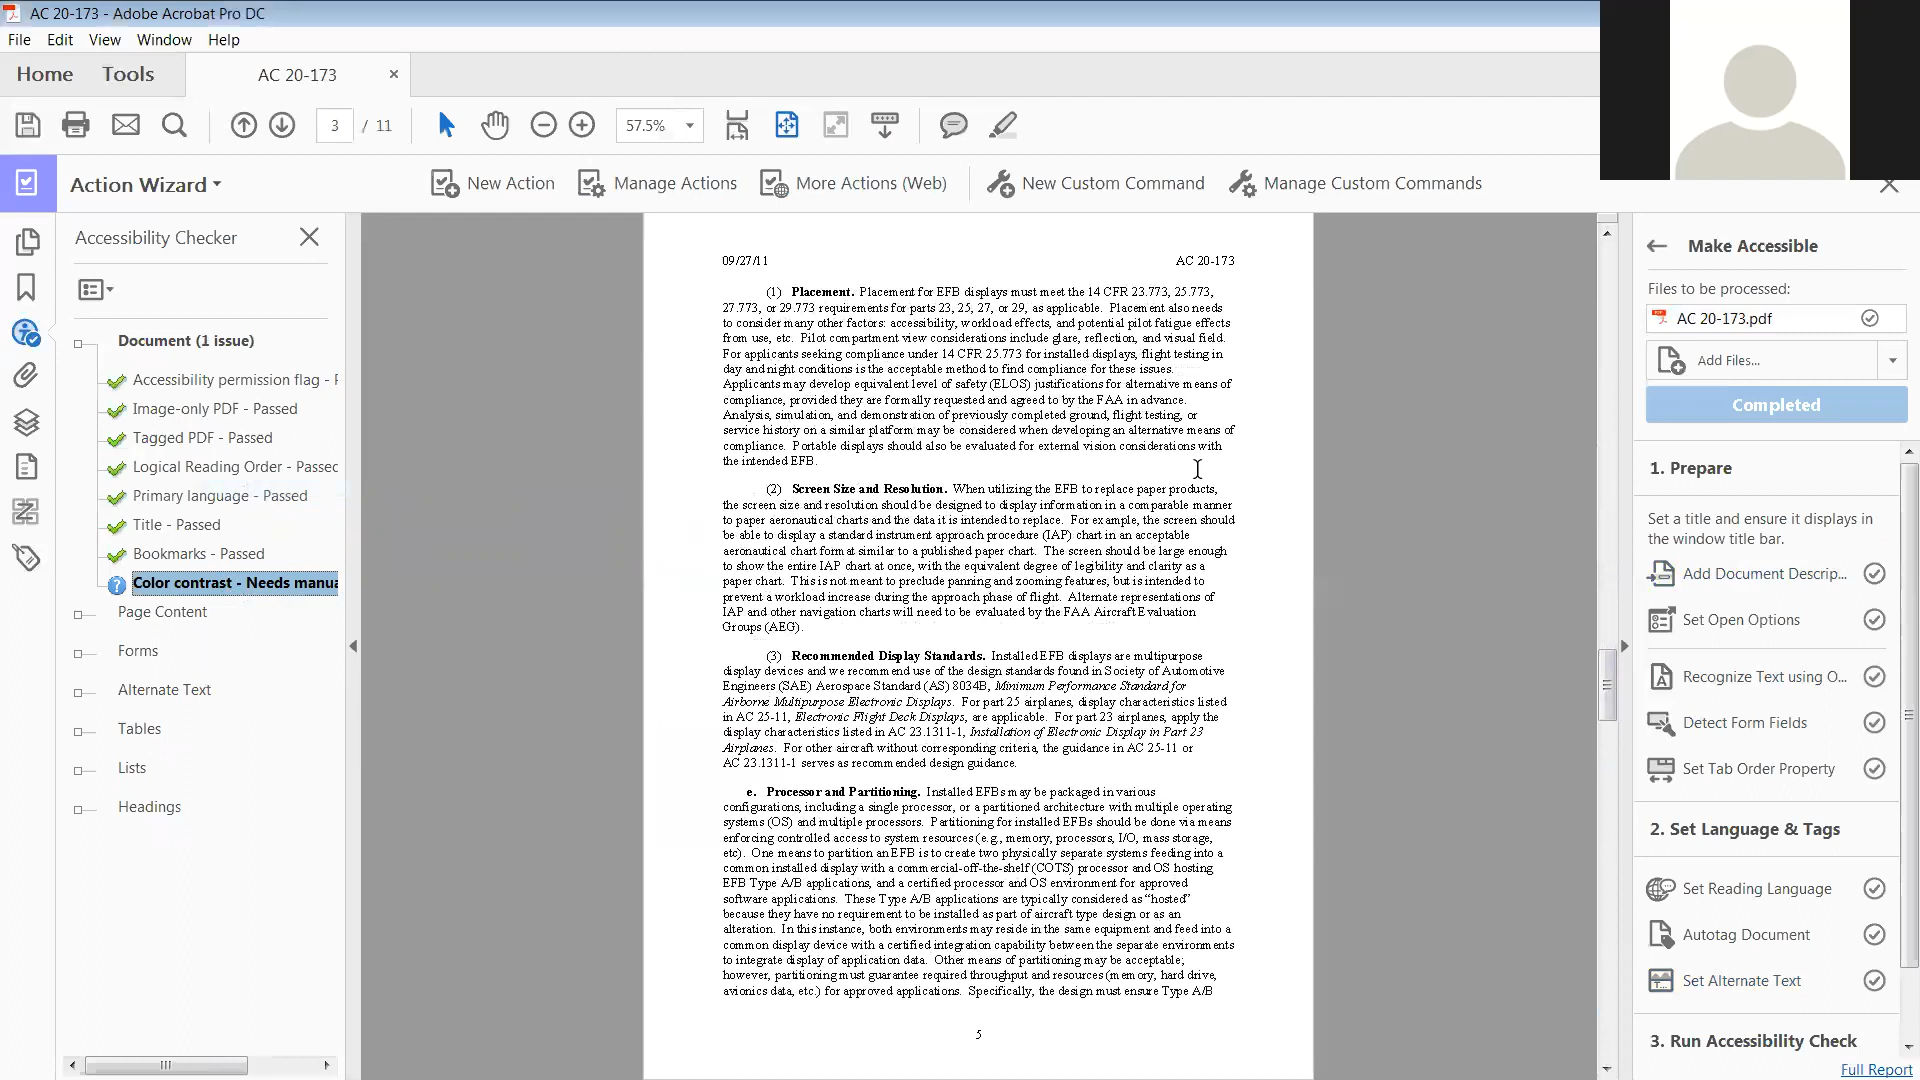 AC 20-173 - Adobe Acrobat Pro DC
File Edit View Window Help
Home Tools AC 20-173 ×
3 / 11 57.5%
Action Wizard New Action Manage Actions More Actions (Web) New Custom Command Manage Custom Commands
Accessibility Checker
Document (1 issue)
Accessibility permission flag - P
Image-only PDF - Passed
Tagged PDF - Passed
Logical Reading Order - Passed
Primary language - Passed
Title - Passed
Bookmarks - Passed
Color contrast - Needs manua
Page Content
Forms
Alternate Text
Tables
Lists
Headings
09/27/11 AC 20-173
(1) Placement. Placement for EFB displays must meet the 14 CFR 23.773, 25.773,
27.773, or 29.773 requirements for parts 23, 25, 27, or 29, as applicable. Placement also needs
to consider many other factors: accessibility, workload effects, and potential pilot fatigue effects
from use, etc. Pilot compartment view considerations include glare, reflection, and visual field.
For applicants seeking compliance under 14 CFR 25.773 for installed displays, flight testing in
day and night conditions is the acceptable method to find compliance for these issues.
Applicants may develop equivalent level of safety (ELOS) justifications for alternative means of
compliance, provided they are formally requested and agreed to by the FAA in advance.
Analysis, simulation, and demonstration of previously completed ground, flight testing, or
service history on a similar platform may be considered when developing an alternative means of
compliance. Portable displays should also be evaluated for external vision considerations with
the intended EFB.
(2) Screen Size and Resolution. When utilizing the EFB to replace paper products,
the screen size and resolution should be designed to display information in a comparable manner
to paper aeronautical charts and the data it is intended to replace. For example, the screen should
be able to display a standard instrument approach procedure (IAP) chart in an acceptable
aeronautical chart format similar to a published paper chart. The screen should be large enough
to show the entire IAP chart at once, with the equivalent degree of legibility and clarity as a
paper chart. This is not meant to preclude panning and zooming features, but is intended to
prevent a workload increase during the approach phase of flight. Alternate representations of
IAP and other navigation charts will need to be evaluated by the FAA Aircraft Evaluation
Groups (AEG).
(3) Recommended Display Standards. Installed EFB displays are multipurpose
display devices and we recommend use of the design standards found in Society of Automotive
Engineers (SAE) Aerospace Standard (AS) 8034B, Minimum Performance Standard for
Airborne Multipurpose Electronic Displays. For part 25 airplanes, display characteristics listed
in AC 25-11, Electronic Flight Deck Displays, are applicable. For part 23 airplanes, apply the
display characteristics listed in AC 23.1311-1, Installation of Electronic Display in Part 23
Airplanes. For other aircraft without corresponding criteria, the guidance in AC 25-11 or
AC 23.1311-1 serves as recommended design guidance.
e. Processor and Partitioning. Installed EFBs may be packaged in various
configurations, including a single processor, or a partitioned architecture with multiple operating
systems (OS) and multiple processors. Partitioning for installed EFBs should be done via means
enforcing controlled access to system resources (e.g., memory, processors, I/O, mass storage,
etc). One means to partition an EFB is to create two physically separate systems feeding into a
common installed display with a commercial-off-the-shelf (COTS) processor and OS hosting
EFB Type A/B applications, and a certified processor and OS environment for approved
software applications. These Type A/B applications are typically considered as “hosted”
because they have no requirement to be installed as part of aircraft type design or as an
alteration. In this instance, both environments may reside in the same equipment and feed into a
common display device with a certified integration capability between the separate environments
to integrate display of application data. Other means of partitioning may be acceptable;
however, partitioning must guarantee required throughput and resources (memory, hard drive,
avionics data, etc.) for approved applications. Specifically, the design must ensure Type A/B
5
Make Accessible
Files to be processed:
AC 20-173.pdf
Add Files...
Completed
1. Prepare
Set a title and ensure it displays in
the window title bar.
Add Document Descrip...
Set Open Options
Recognize Text using O...
Detect Form Fields
Set Tab Order Property
2. Set Language & Tags
Set Reading Language
Autotag Document
Set Alternate Text
3. Run Accessibility Check
Full Report